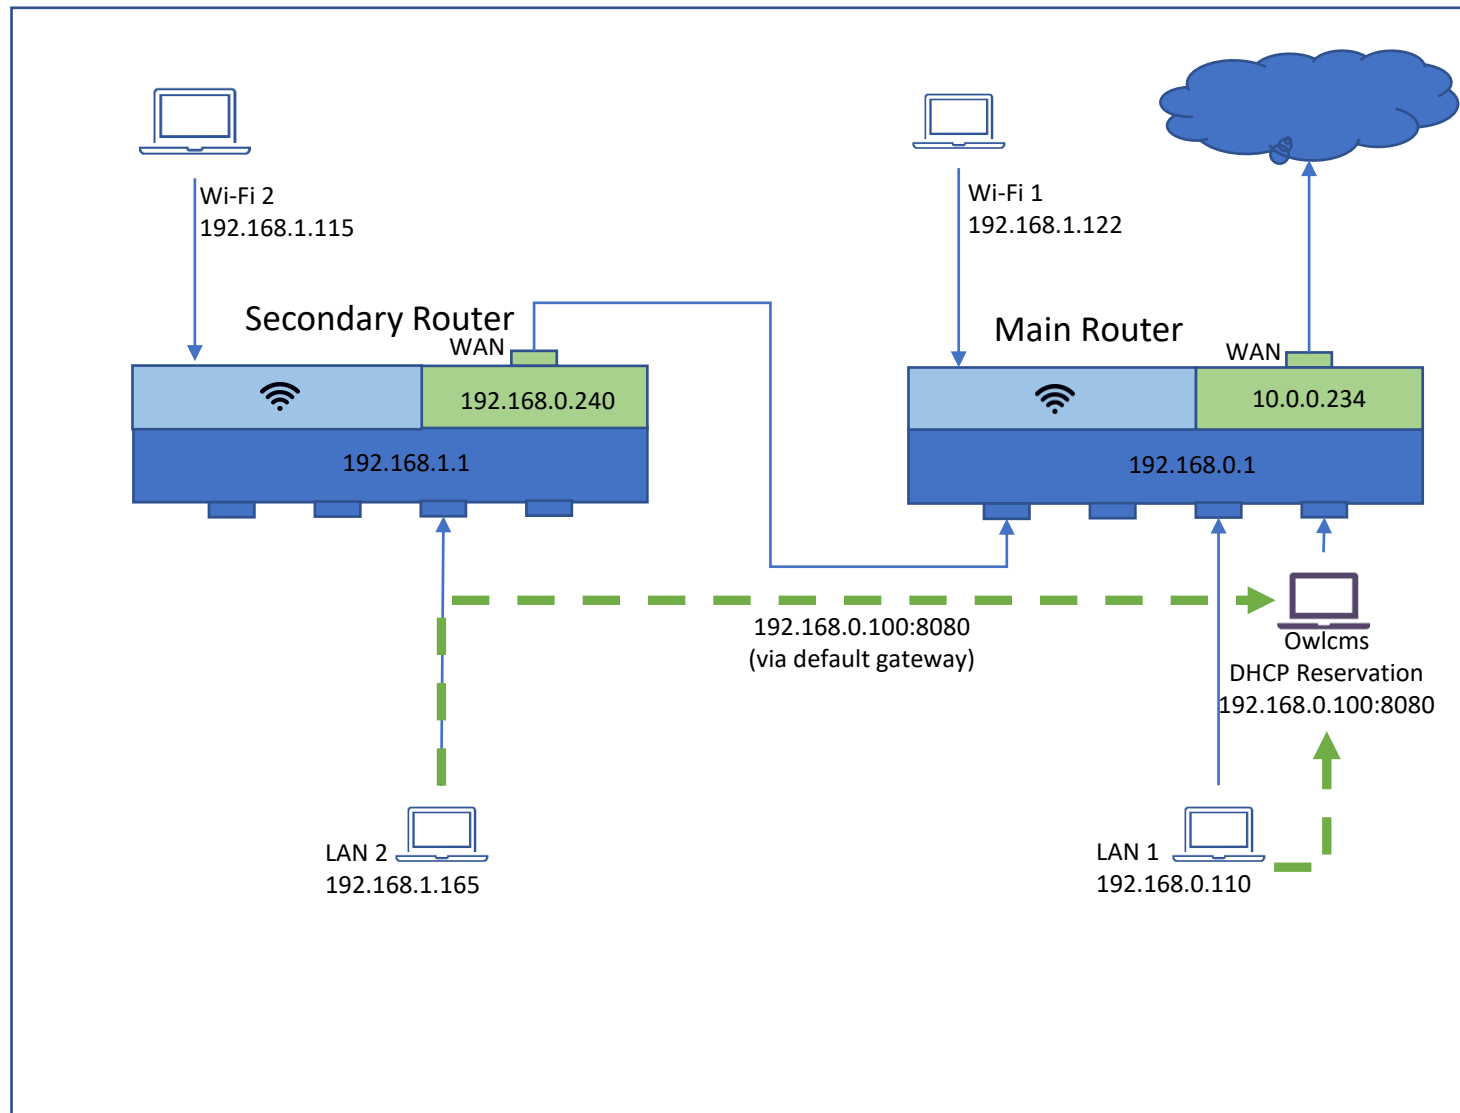 Wi-Fi 2
192.168.1.115
Wi-Fi 1
192.168.1.122
Secondary Router
WAN
Main Router
WAN
192.168.0.240
192.168.1.1
10.0.0.234
192.168.0.1
192.168.0.100:8080
(via default gateway)
Owlcms
DHCP Reservation
192.168.0.100:8080
LAN 2
192.168.1.165
LAN 1
192.168.0.110